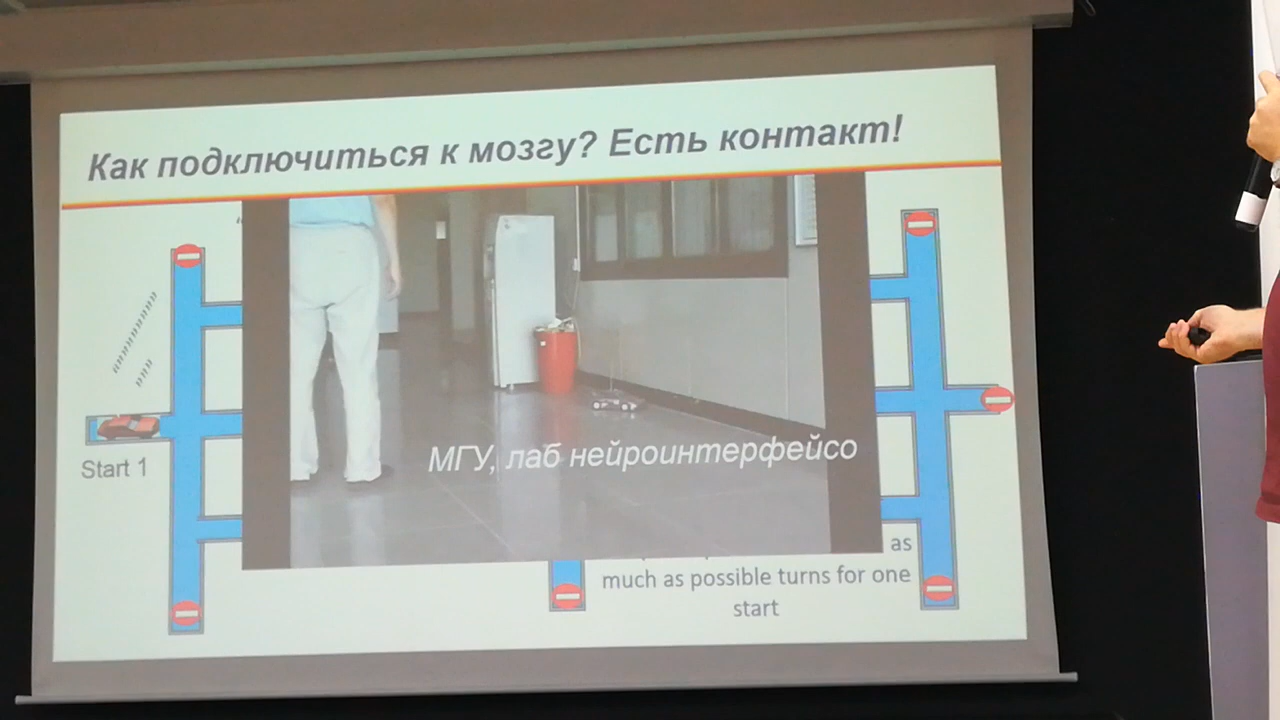 Как подключиться к мозгу? Есть контакт!
МГУ, лаб нейроинтерфейсо
Start 1
as
much as possible turns for one
start